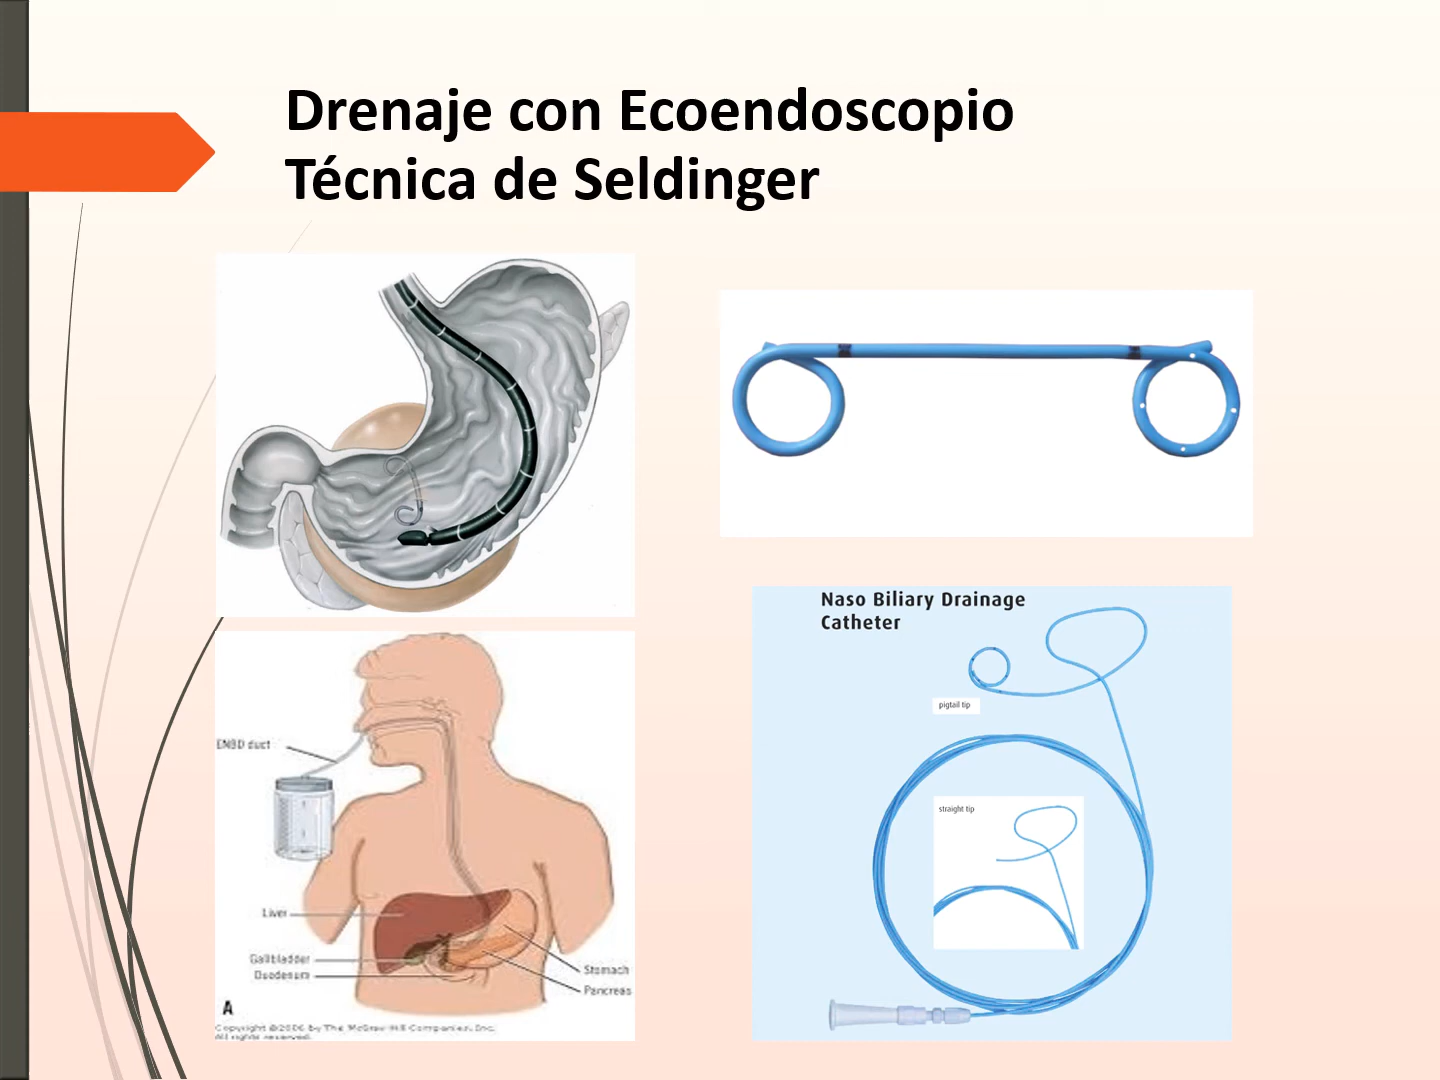 Drenaje con Ecoendoscopio
Técnica de Seldinger
ENBD duct
Liver
Gallbladder
Duodenum
Stomach
Pancreas
A
Copyright ©2006 by The McGraw-Hill Companies, Inc.
All rights reserved.
Naso Biliary Drainage
Catheter
pigtail tip
straight tip